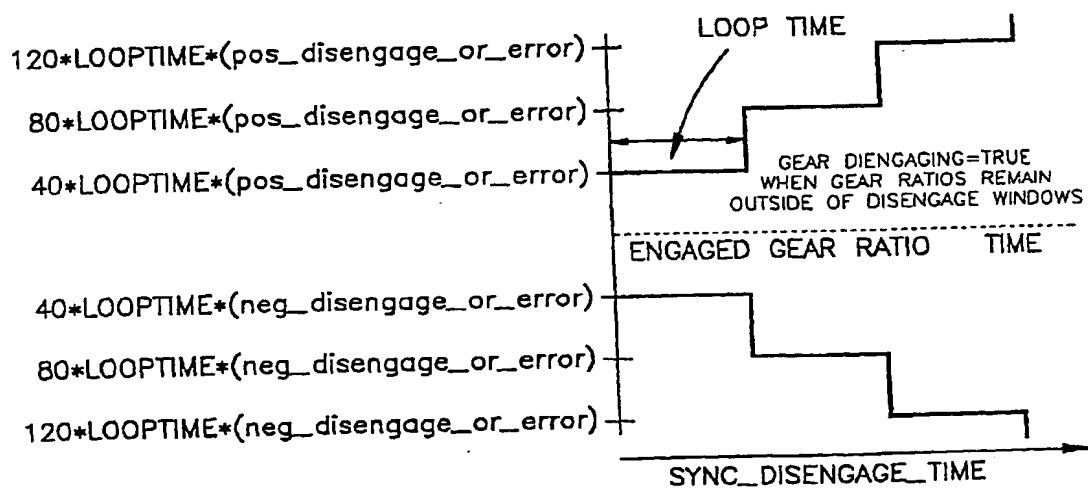 LOOP TIME
120*LOOPTIME*(pos_disengage_or_error)
80*LOOPTIME*(pos_disengage_or_error)
40*LOOPTIME*(pos_disengage_or_error)
GEAR DIENGAGING=TRUE
WHEN GEAR RATIOS REMAIN
OUTSIDE OF DISENGAGE WINDOWS
ENGAGED GEAR RATIO TIME
40*LOOPTIME*(neg_disengage_or_error)
80*LOOPTIME*(neg_disengage_or_error)
120*LOOPTIME*(neg_disengage_or_error)
SYNC_DISENGAGE_TIME